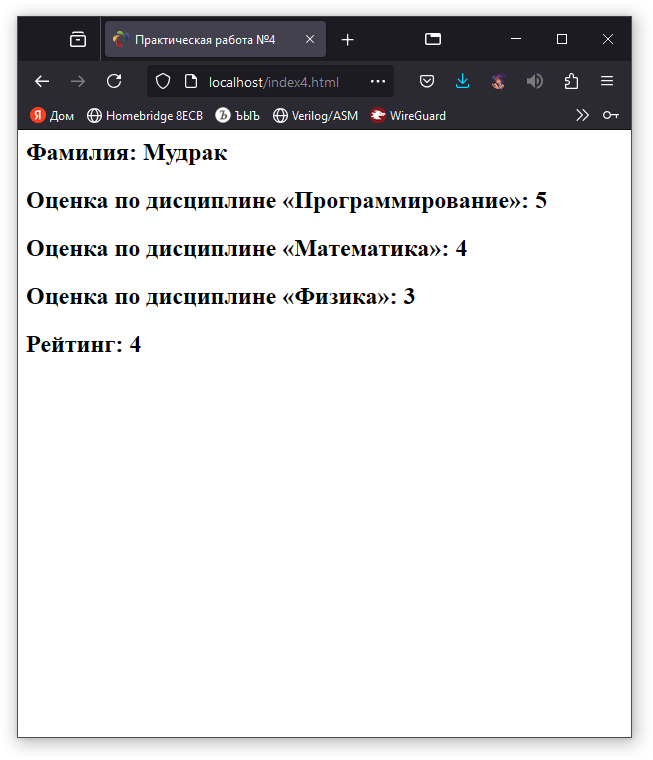 Практическая работа №4
localhost/index4.html
Дом Homebridge 8ECB ЪЫЬ Verilog/ASM WireGuard
Фамилия: Мудрак
Оценка по дисциплине «Программирование»: 5
Оценка по дисциплине «Математика»: 4
Оценка по дисциплине «Физика»: 3
Рейтинг: 4